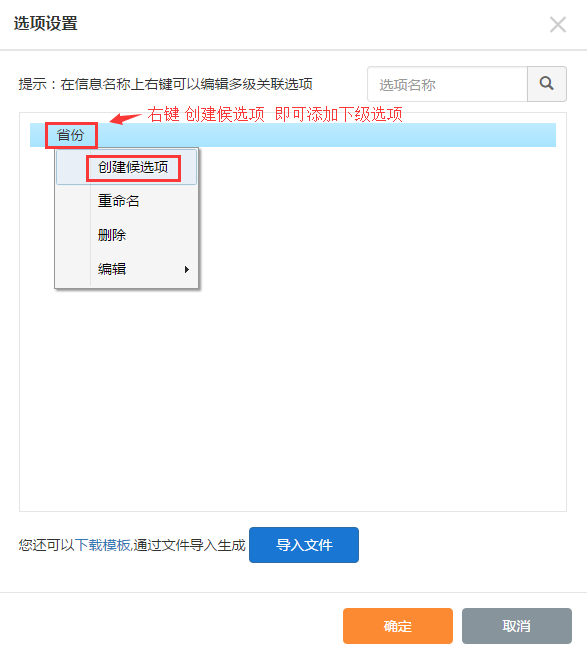 选项设置
提示：在信息名称上右键可以编辑多级关联选项
选项名称
右键 创建候选项 即可添加下级选项
省份
创建候选项
重命名
删除
编辑
您还可以下载模板,通过文件导入生成
导入文件
确定
取消